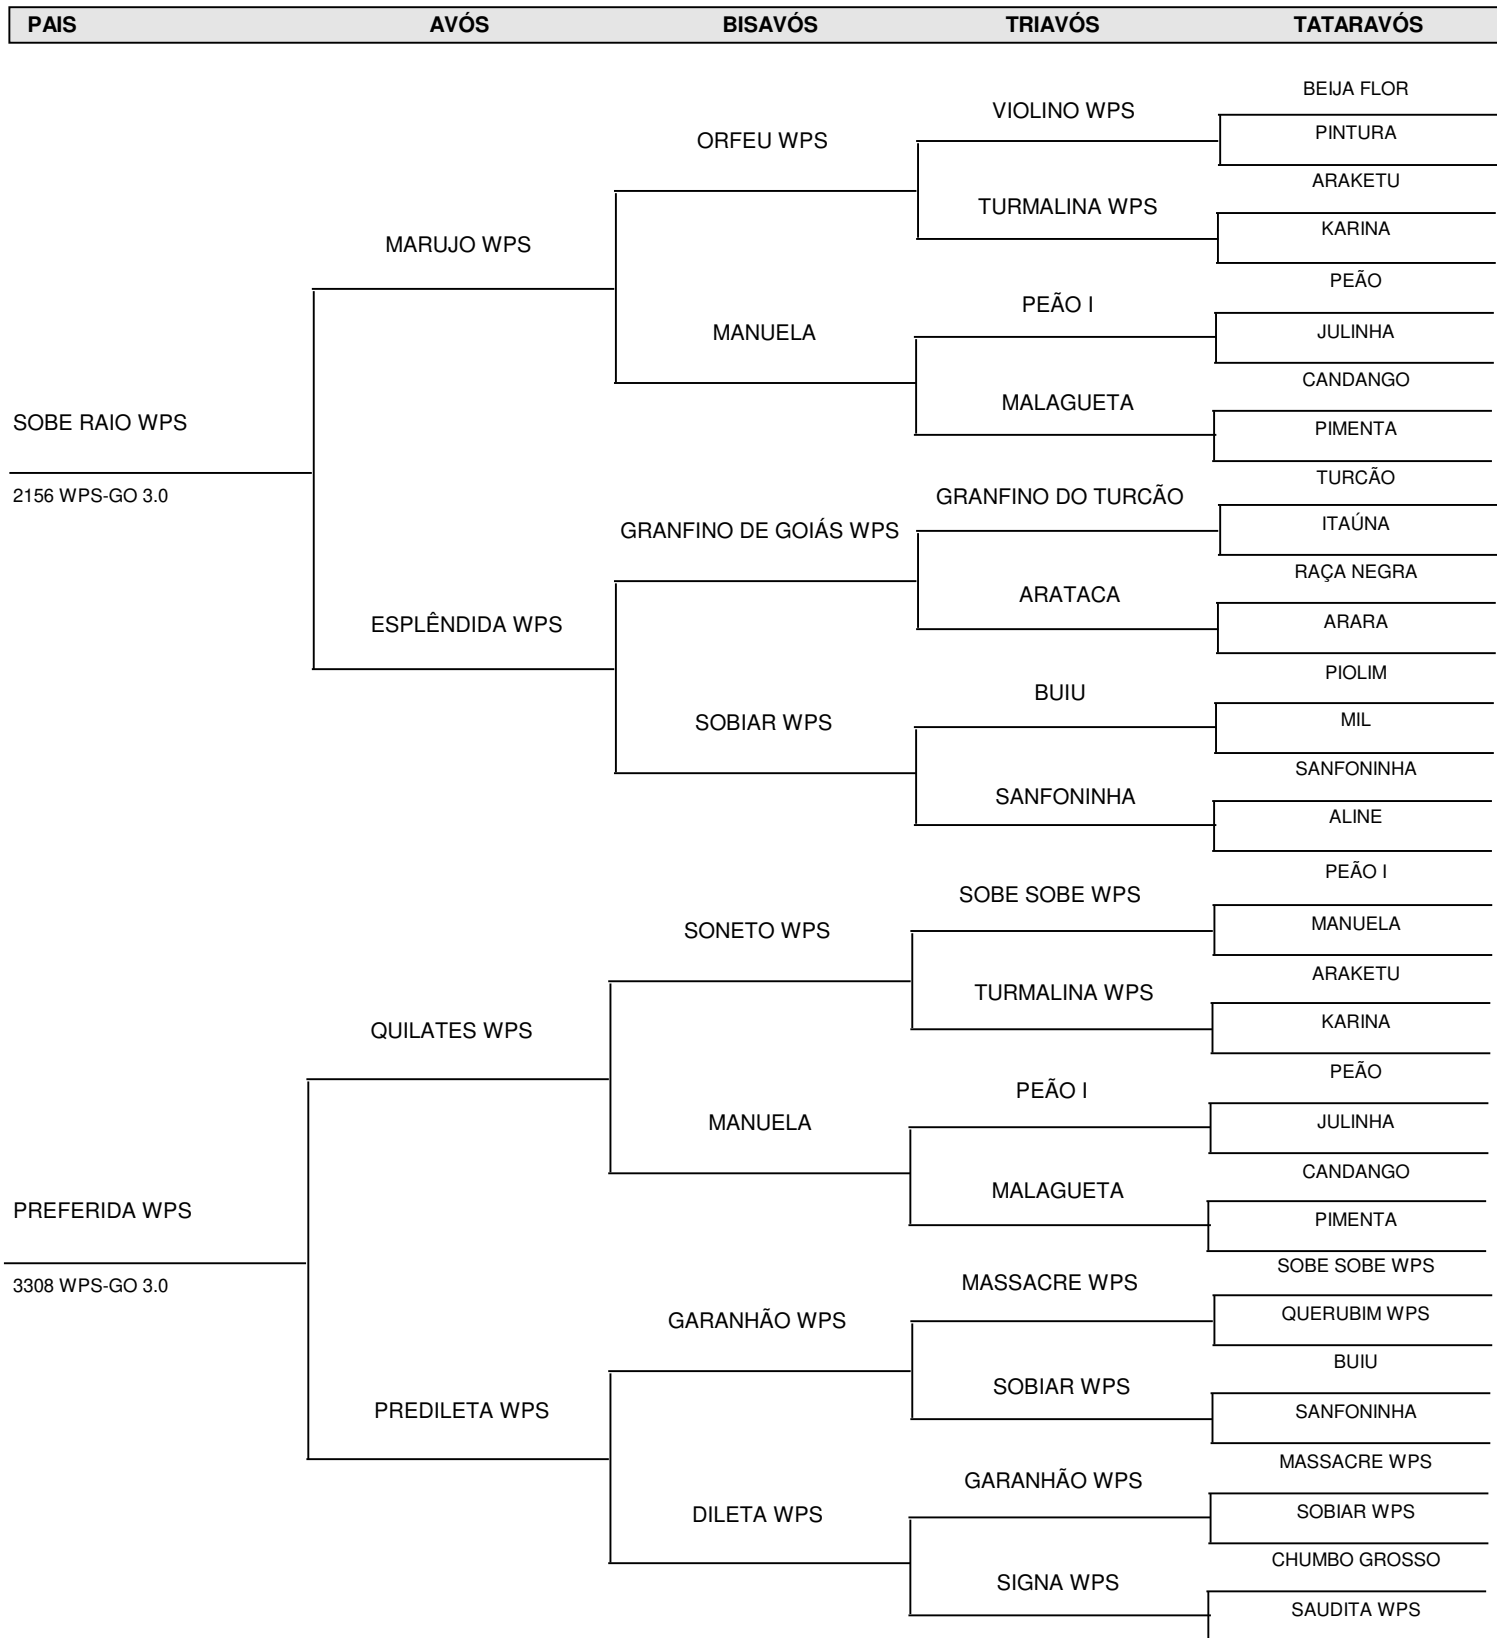 PAIS AVÓS BISAVÓS TRIAVÓS TATARAVÓS
BEIJA FLOR
VIOLINO WPS
PINTURA
ORFEU WPS
ARAKETU
TURMALINA WPS
KARINA
MARUJO WPS
PEÃO
PEÃO I
JULINHA
MANUELA
CANDANGO
MALAGUETA
PIMENTA
SOBE RAIO WPS
2156 WPS-GO 3.0
TURCÃO
GRANFINO DO TURCÃO
ITAÚNA
GRANFINO DE GOIÁS WPS
RAÇA NEGRA
ARATACA
ARARA
ESPLÊNDIDA WPS
PIOLIM
BUIU
MIL
SOBIAR WPS
SANFONINHA
SANFONINHA
ALINE
PEÃO I
SOBE SOBE WPS
MANUELA
SONETO WPS
ARAKETU
TURMALINA WPS
KARINA
QUILATES WPS
PEÃO
PEÃO I
JULINHA
MANUELA
CANDANGO
MALAGUETA
PIMENTA
PREFERIDA WPS
3308 WPS-GO 3.0
SOBE SOBE WPS
MASSACRE WPS
QUERUBIM WPS
GARANHÃO WPS
BUIU
SOBIAR WPS
SANFONINHA
PREDILETA WPS
MASSACRE WPS
GARANHÃO WPS
SOBIAR WPS
DILETA WPS
CHUMBO GROSSO
SIGNA WPS
SAUDITA WPS